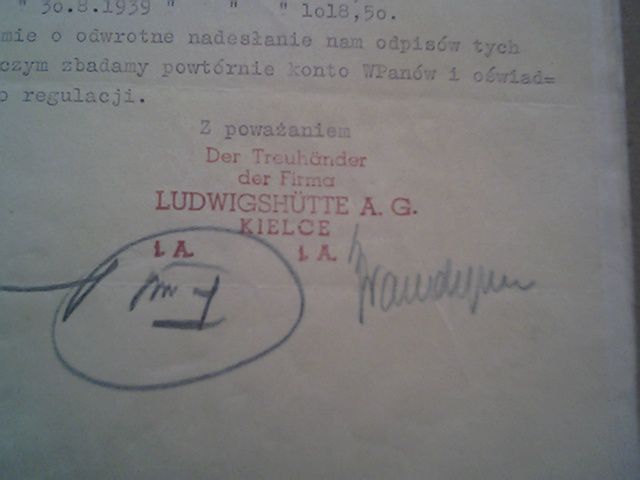 " 30.8.1939 " " " 1o18,5o.
mie o odwrotne nadesłanie nam odpisów tych
czym zbadamy powtórnie konto WPanów i oświad=
o regulacji.
Z poważaniem
Der Treuhänder
der Firma
LUDWIGSHÜTTE A. G.
KIELCE
i. A. i. A.